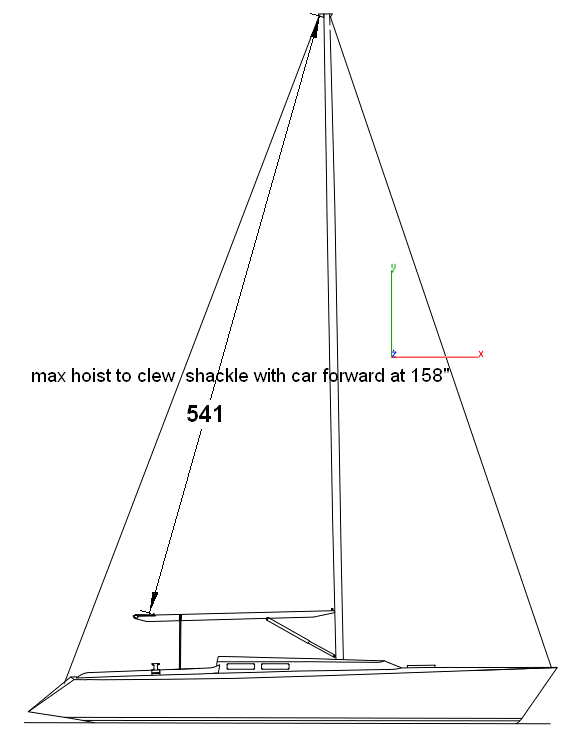 y
z x
max hoist to clew shackle with car forward at 158"
541